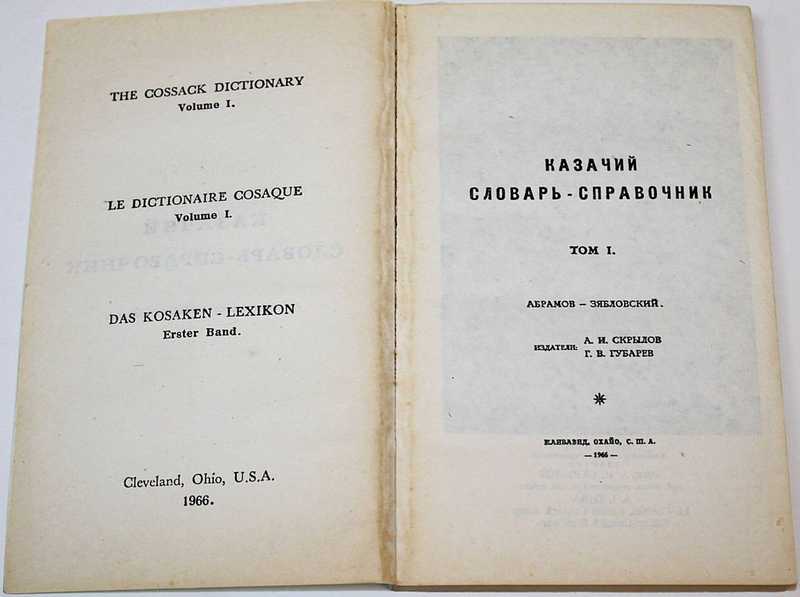 THE COSSACK DICTIONARY
Volume I.
LE DICTIONAIRE COSAQUE
Volume I.
DAS KOSAKEN - LEXIKON
Erster Band.
Cleveland, Ohio, U.S.A.
1966.
КАЗАЧИЙ
СЛОВАРЬ-СПРАВОЧНИК
ТОМ I.
АБРАМОВ – ЗЯБЛОВСКИЙ.
ИЗДАТЕЛИ: А. И. СКРЫЛОВ
Г. В. ГУБАРЕВ
КЛИВЛЕНД, ОХАЙО, С. Ш. А.
— 1966 —